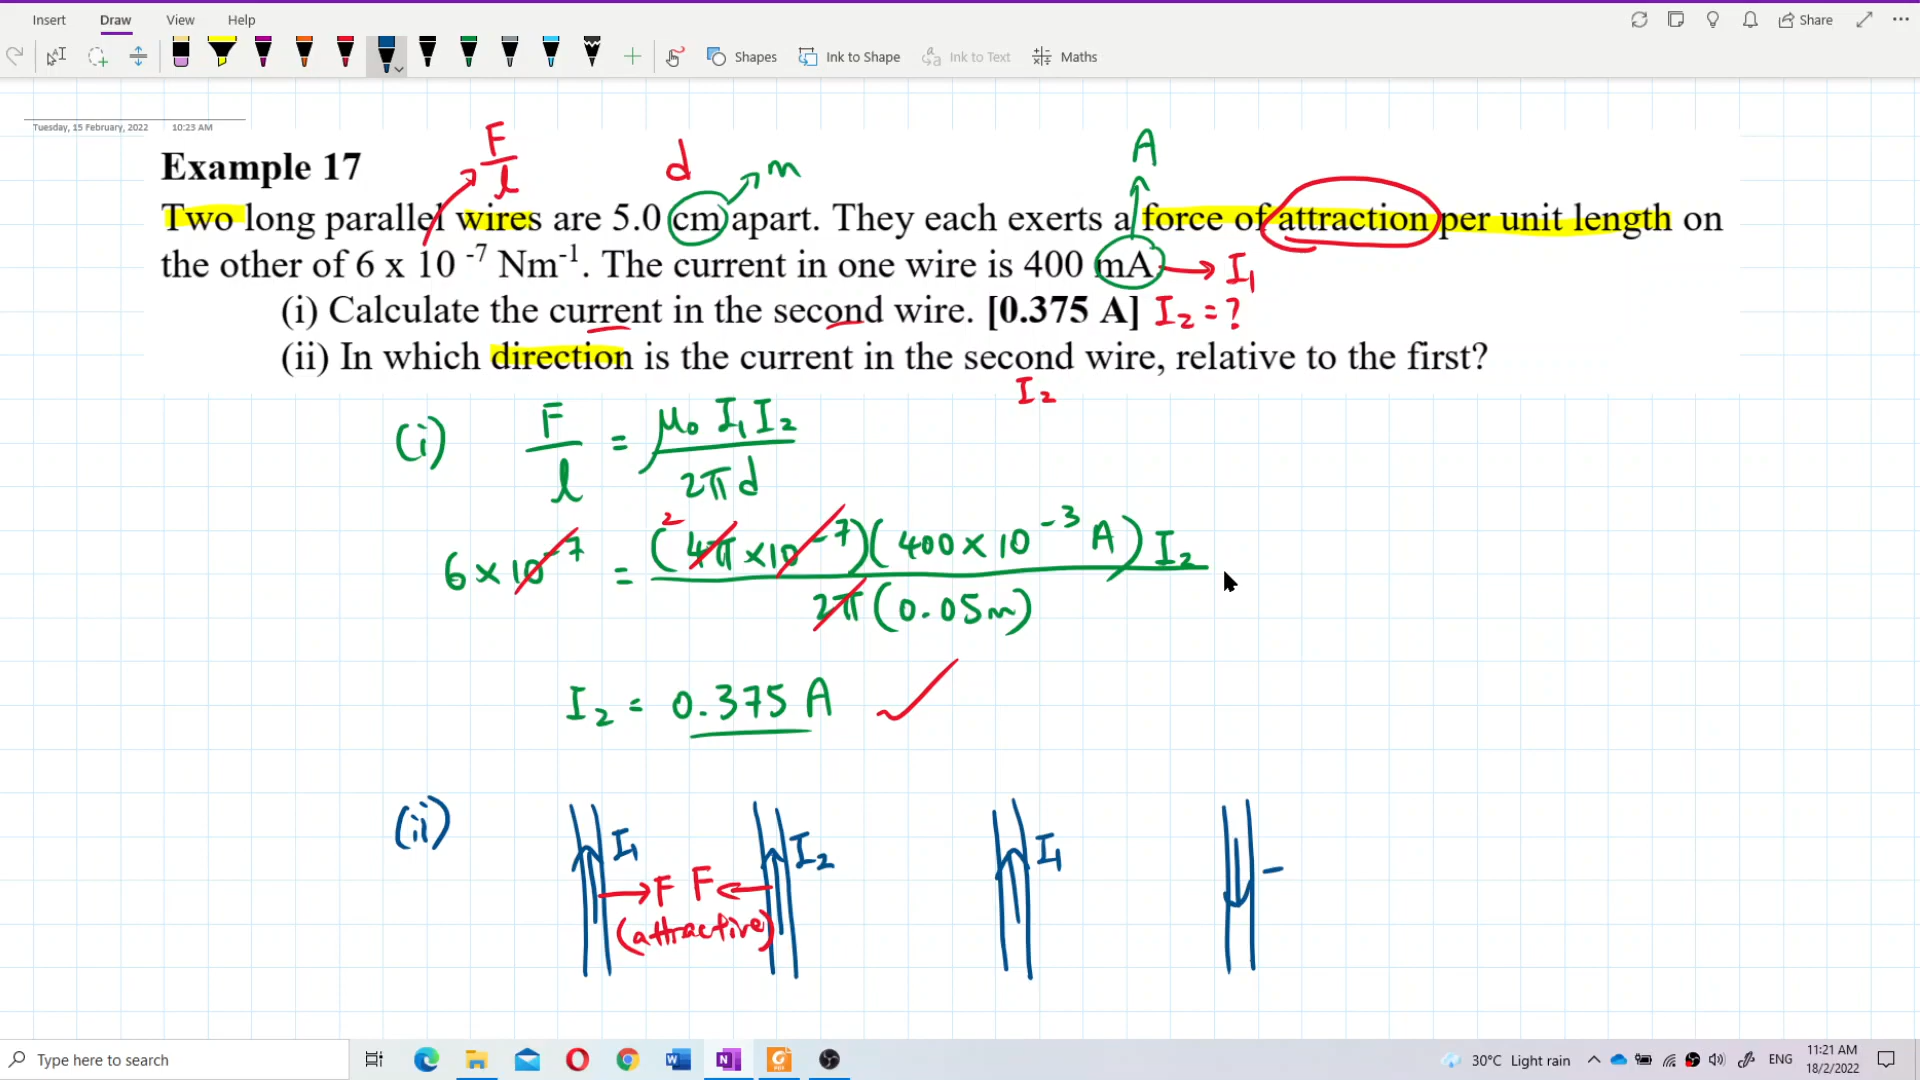 Insert Draw View Help
Share
Shapes Ink to Shape Ink to Text Maths
Tuesday, 15 February, 2022 10:23 AM
F
l
d
m
A
Example 17
Two long parallel wires are 5.0 cm apart. They each exerts a force of attraction per unit length on
the other of 6 x 10 ⁻⁷ Nm⁻¹. The current in one wire is 400 mA → I₁
(i) Calculate the current in the second wire. [0.375 A] I₂ = ?
(ii) In which direction is the current in the second wire, relative to the first?
I₂
(i) F/l = μ₀ I₁ I₂ / 2π d
6 × 10⁻⁷ = (4π × 10⁻⁷)(400 × 10⁻³ A) I₂ / 2π (0.05 m)
2
I₂ = 0.375 A
(ii) I₁ I₂ I₁
F F
(attractive)
Type here to search
30°C Light rain ENG 11:21 AM
18/2/2022